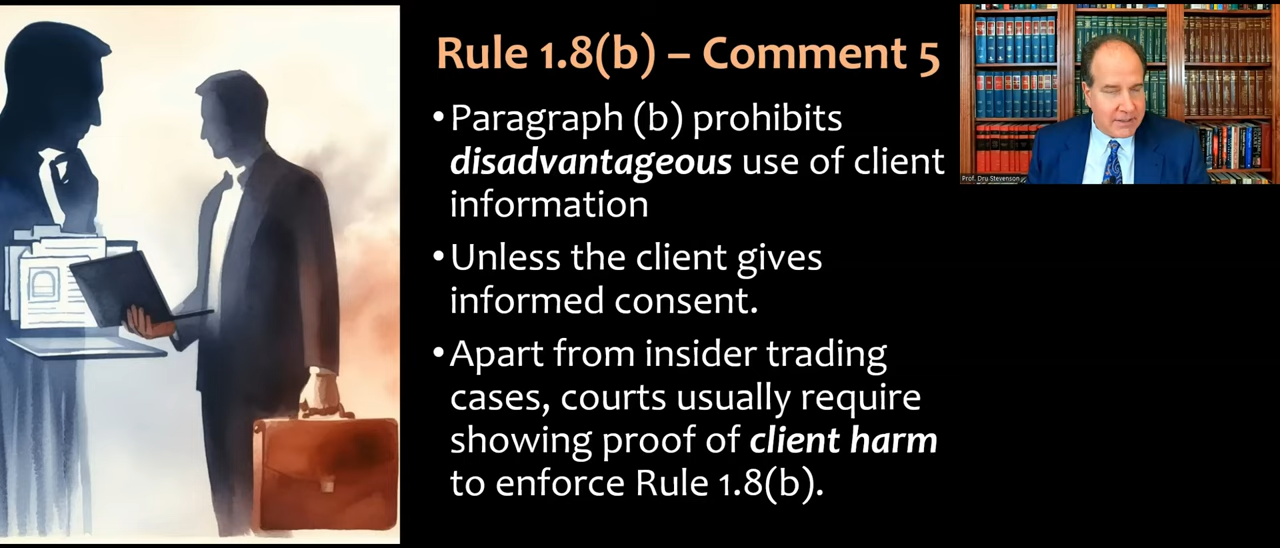 Rule 1.8(b) – Comment 5
•Paragraph (b) prohibits
disadvantageous use of client
information
•Unless the client gives
informed consent.
•Apart from insider trading
cases, courts usually require
showing proof of client harm
to enforce Rule 1.8(b).
Prof. Dru Stevenson